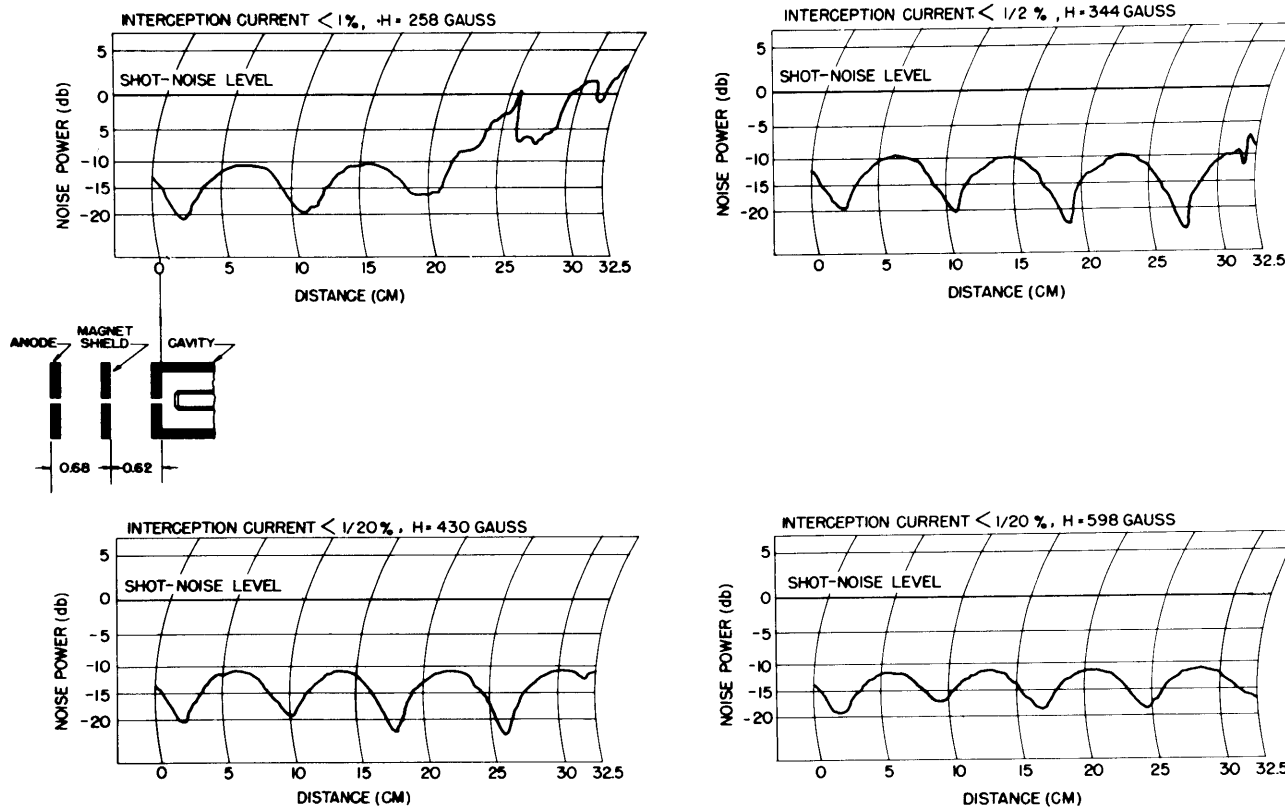 INTERCEPTION CURRENT < 1%, H = 258 GAUSS
5
SHOT-NOISE LEVEL
0
5
-10
-15
-20
NOISE POWER (db)
0 5 10 15 20 25 30 32.5
DISTANCE (CM)
INTERCEPTION CURRENT < 1/2 %, H = 344 GAUSS
5
SHOT-NOISE LEVEL
0
-5
-10
-15
-20
NOISE POWER (db)
0 5 10 15 20 25 30 32.5
DISTANCE (CM)
ANODE
MAGNET
SHIELD
CAVITY
0.68 0.62
INTERCEPTION CURRENT < 1/20 %, H = 430 GAUSS
5
SHOT-NOISE LEVEL
0
-5
-10
-15
-20
NOISE POWER (db)
0 5 10 15 20 25 30 32.5
DISTANCE (CM)
INTERCEPTION CURRENT < 1/20 %, H = 598 GAUSS
5
SHOT-NOISE LEVEL
0
-5
-10
-15
-20
NOISE POWER (db)
0 5 10 15 20 25 30 32.5
DISTANCE (CM)